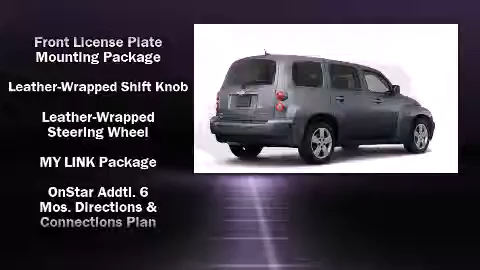 Front License Plate
Mounting Package
Leather-Wrapped Shift Knob
Leather-Wrapped
Steering Wheel
MY LINK Package
OnStar Addtl. 6
Mos. Directions &
Connections Plan